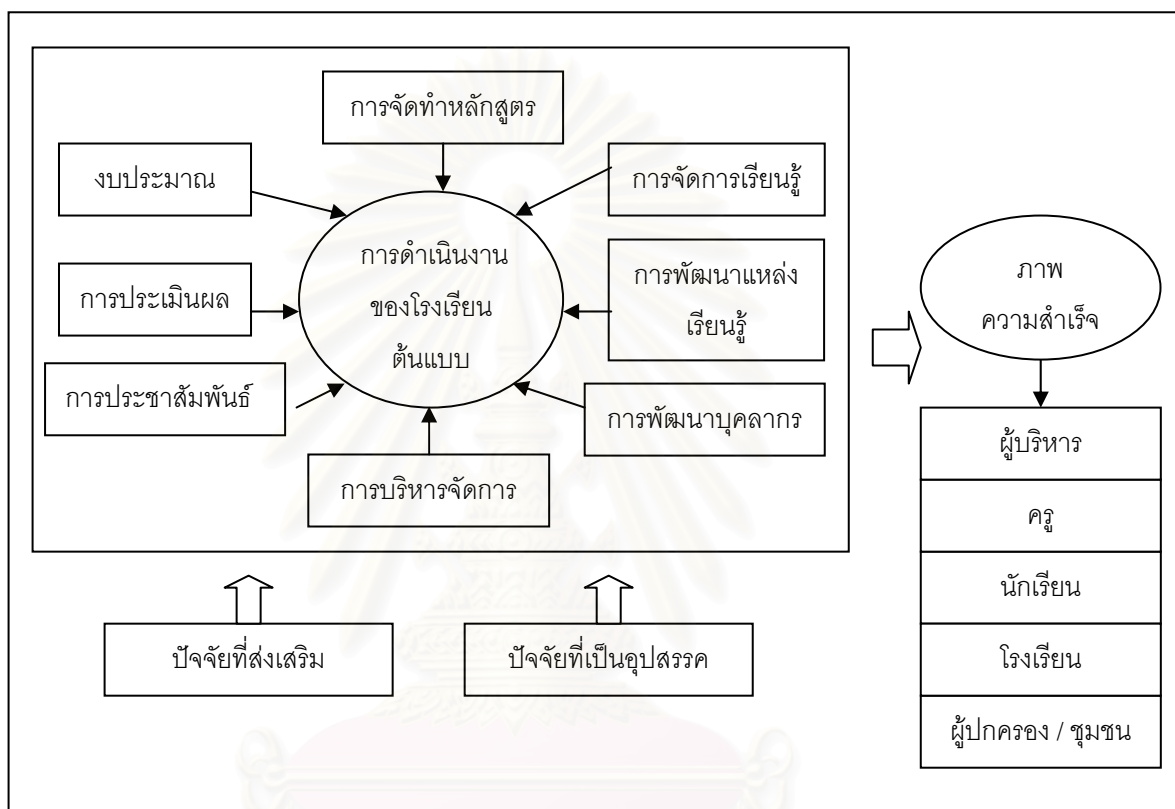 การจัดทำหลักสูตร
งบประมาณ
การจัดการเรียนรู้
การดำเนินงาน
ของโรงเรียน
ต้นแบบ
การประเมินผล
การพัฒนาแหล่ง
เรียนรู้
การประชาสัมพันธ์
การพัฒนาบุคลากร
การบริหารจัดการ
ปัจจัยที่ส่งเสริม
ปัจจัยที่เป็นอุปสรรค
ภาพ
ความสำเร็จ
ผู้บริหาร
ครู
นักเรียน
โรงเรียน
ผู้ปกครอง / ชุมชน